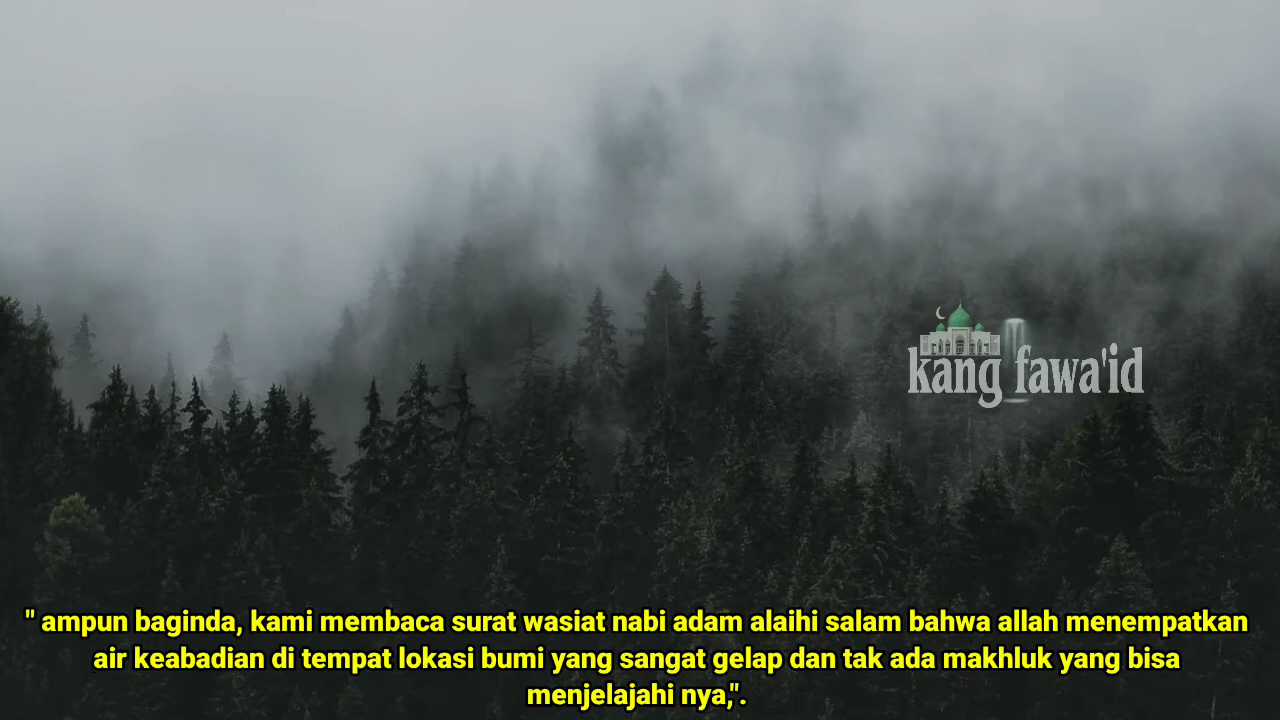 kang fawa'id
" ampun baginda, kami membaca surat wasiat nabi adam alaihi salam bahwa allah menempatkan
air keabadian di tempat lokasi bumi yang sangat gelap dan tak ada makhluk yang bisa
menjelajahi nya,".